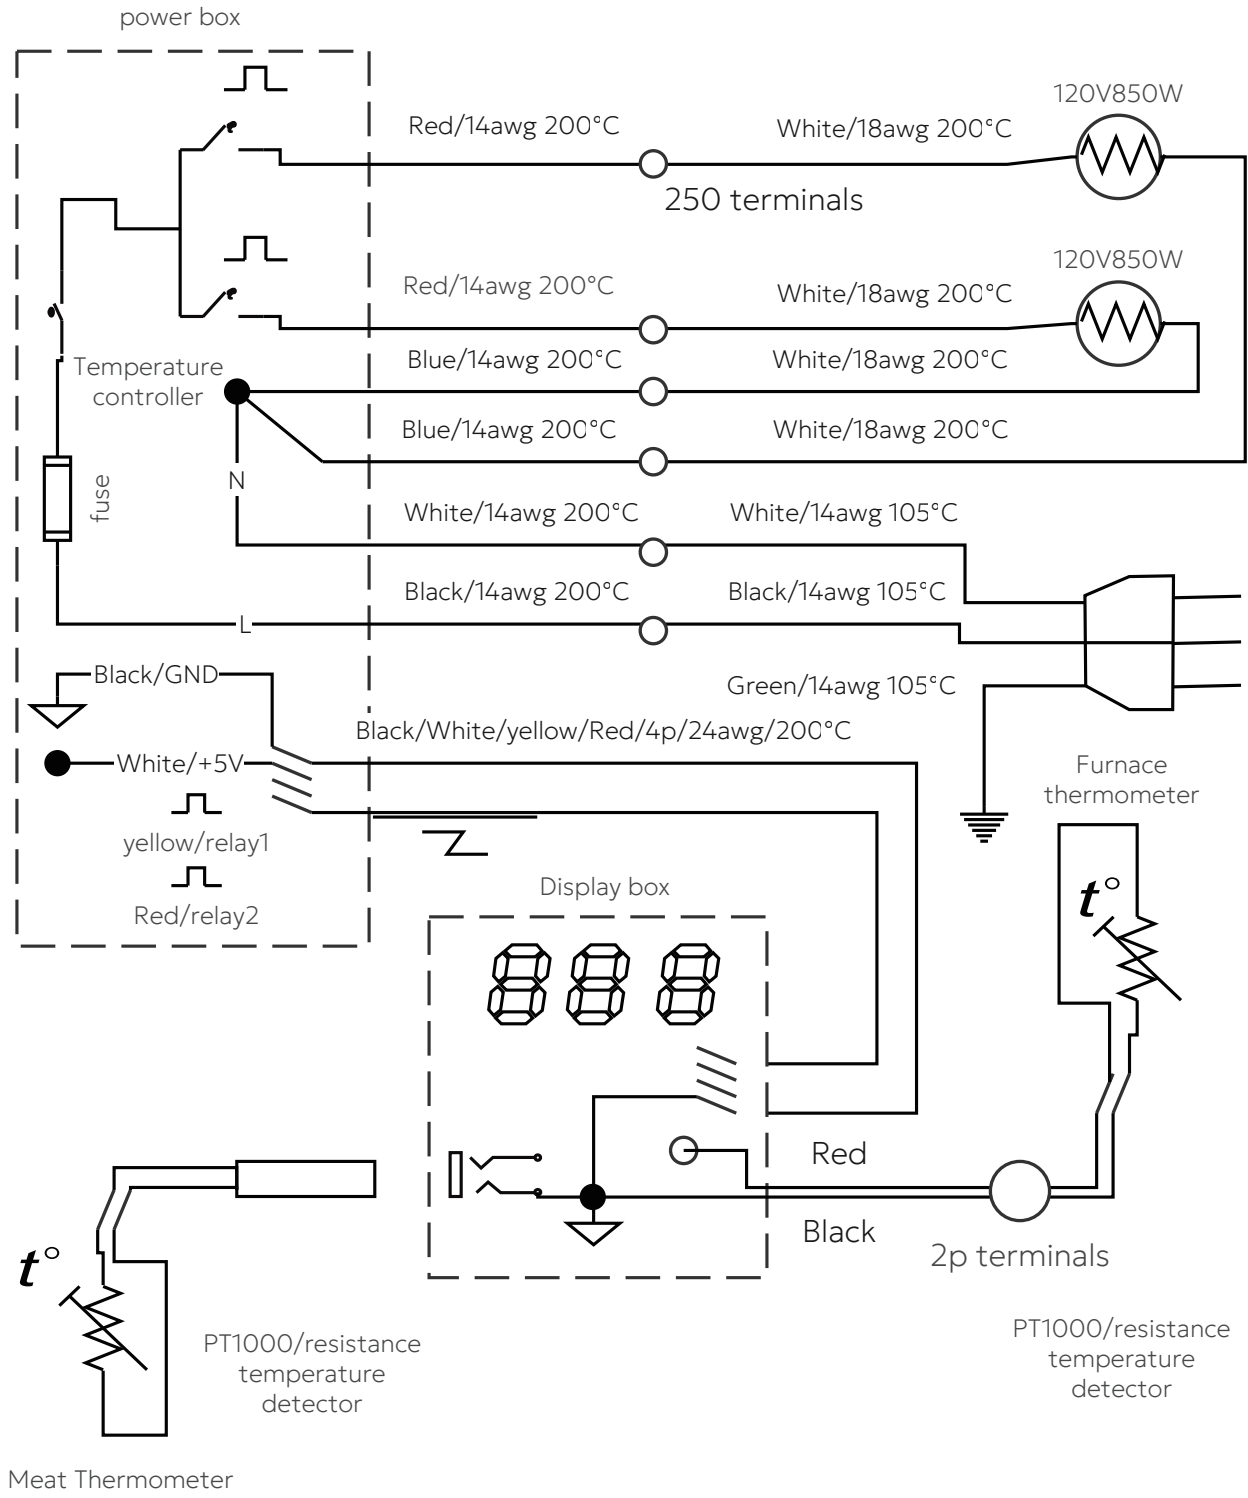 power box
120V850W
Red/14awg 200°C
White/18awg 200°C
250 terminals
120V850W
Red/14awg 200°C
White/18awg 200°C
Blue/14awg 200°C
White/18awg 200°C
Temperature
controller
Blue/14awg 200°C
White/18awg 200°C
N
fuse
White/14awg 200°C
White/14awg 105°C
Black/14awg 200°C
Black/14awg 105°C
L
Black/GND
Green/14awg 105°C
Black/White/yellow/Red/4p/24awg/200°C
White/+5V
Furnace
thermometer
yellow/relay1
Red/relay2
Display box
t°
888
Red
Black
2p terminals
t°
PT1000/resistance
temperature
detector
PT1000/resistance
temperature
detector
Meat Thermometer